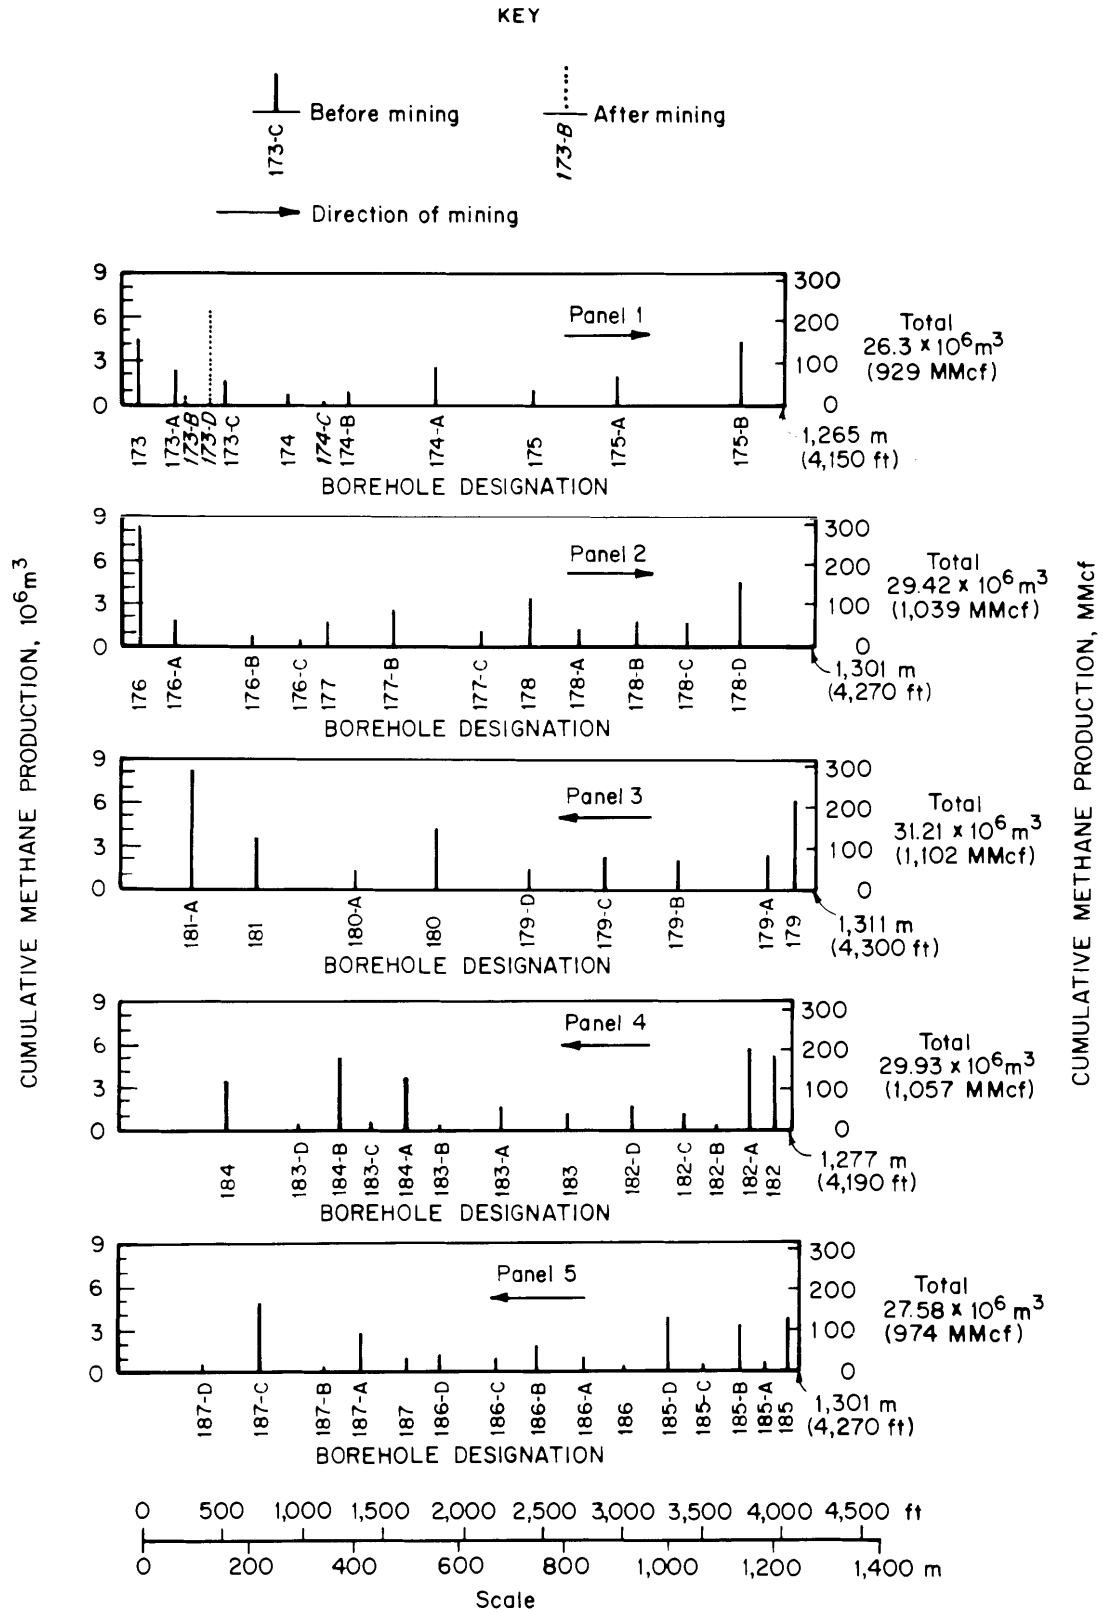 KEY
173-C Before mining
173-B After mining
Direction of mining
CUMULATIVE METHANE PRODUCTION, 10⁶m³
CUMULATIVE METHANE PRODUCTION, MMcf
9
6
3
0
Panel 1
300
200
100
0
Total
26.3 × 10⁶m³
(929 MMcf)
173 173-A 173-B 173-D 173-C 174 174-C 174-B 174-A 175 175-A 175-B
1,265 m
(4,150 ft)
BOREHOLE DESIGNATION
9
6
3
0
Panel 2
300
200
100
0
Total
29.42 × 10⁶m³
(1,039 MMcf)
176 176-A 176-B 176-C 177 177-B 177-C 178 178-A 178-B 178-C 178-D
1,301 m
(4,270 ft)
BOREHOLE DESIGNATION
9
6
3
0
Panel 3
300
200
100
0
Total
31.21 × 10⁶m³
(1,102 MMcf)
181-A 181 180-A 180 179-D 179-C 179-B 179-A 179
1,311 m
(4,300 ft)
BOREHOLE DESIGNATION
9
6
3
0
Panel 4
300
200
100
0
Total
29.93 × 10⁶m³
(1,057 MMcf)
184 183-D 184-B 183-C 184-A 183-B 183-A 183 182-D 182-C 182-B 182-A 182
1,277 m
(4,190 ft)
BOREHOLE DESIGNATION
9
6
3
0
Panel 5
300
200
100
0
Total
27.58 × 10⁶m³
(974 MMcf)
187-D 187-C 187-B 187-A 187 186-D 186-C 186-B 186-A 186 185-D 185-C 185-B 185-A 185
1,301 m
(4,270 ft)
BOREHOLE DESIGNATION
0 500 1,000 1,500 2,000 2,500 3,000 3,500 4,000 4,500 ft
0 200 400 600 800 1,000 1,200 1,400 m
Scale